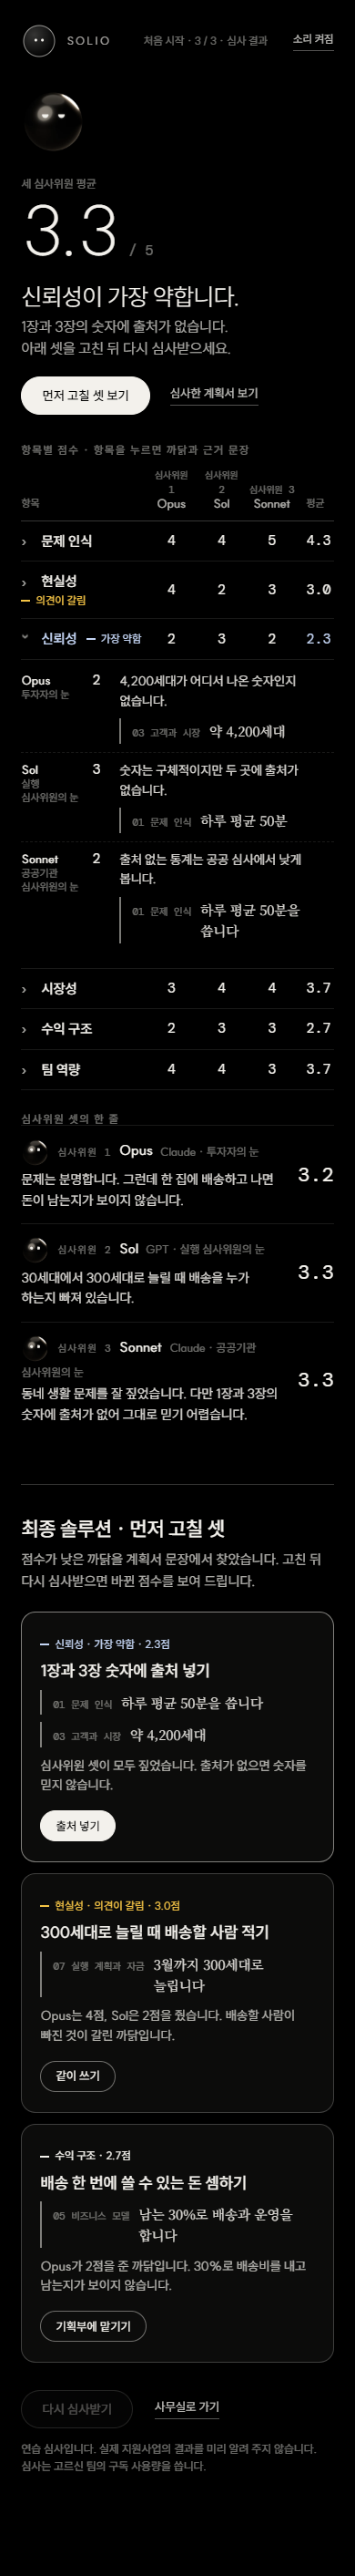 SOLIO 처음 시작 · 3 / 3 · 심사 결과 소리 켜짐
세 심사위원 평균
3.3 / 5
신뢰성이 가장 약합니다.
1장과 3장의 숫자에 출처가 없습니다.
아래 셋을 고친 뒤 다시 심사받으세요.
먼저 고칠 셋 보기 심사한 계획서 보기
항목별 점수 · 항목을 누르면 까닭과 근거 문장
심사위원 심사위원
1 2 심사위원 3
항목 Opus Sol Sonnet 평균
› 문제 인식 4 4 5 4.3
› 현실성 4 2 3 3.0
의견이 갈림
신뢰성 가장 약함 2 3 2 2.3
Opus 2 4,200세대가 어디서 나온 숫자인지
투자자의 눈 없습니다.
03 고객과 시장 약 4,200세대
Sol 3 숫자는 구체적이지만 두 곳에 출처가
실행 없습니다.
심사위원의 눈
01 문제 인식 하루 평균 50분
Sonnet 2 출처 없는 통계는 공공 심사에서 낮게
공공기관 봅니다.
심사위원의 눈
01 문제 인식 하루 평균 50분을
씁니다
› 시장성 3 4 4 3.7
› 수익 구조 2 3 3 2.7
› 팀 역량 4 4 3 3.7
심사위원 셋의 한 줄
심사위원 1 Opus Claude · 투자자의 눈
문제는 분명합니다. 그런데 한 집에 배송하고 나면 3.2
돈이 남는지가 보이지 않습니다.
심사위원 2 Sol GPT · 실행 심사위원의 눈
30세대에서 300세대로 늘릴 때 배송을 누가 3.3
하는지 빠져 있습니다.
심사위원 3 Sonnet Claude · 공공기관
심사위원의 눈 3.3
동네 생활 문제를 잘 짚었습니다. 다만 1장과 3장의
숫자에 출처가 없어 그대로 믿기 어렵습니다.
최종 솔루션 · 먼저 고칠 셋
점수가 낮은 까닭을 계획서 문장에서 찾았습니다. 고친 뒤
다시 심사받으면 바뀐 점수를 보여 드립니다.
신뢰성 · 가장 약함 · 2.3점
1장과 3장 숫자에 출처 넣기
01 문제 인식 하루 평균 50분을 씁니다
03 고객과 시장 약 4,200세대
심사위원 셋이 모두 짚었습니다. 출처가 없으면 숫자를
믿지 않습니다.
출처 넣기
현실성 · 의견이 갈림 · 3.0점
300세대로 늘릴 때 배송할 사람 적기
07 실행 계획과 자금 3월까지 300세대로
늘립니다
Opus는 4점, Sol은 2점을 줬습니다. 배송할 사람이
빠진 것이 갈린 까닭입니다.
같이 쓰기
수익 구조 · 2.7점
배송 한 번에 쓸 수 있는 돈 셈하기
05 비즈니스 모델 남는 30%로 배송과 운영을
합니다
Opus가 2점을 준 까닭입니다. 30%로 배송비를 내고
남는지가 보이지 않습니다.
기획부에 맡기기
다시 심사받기 사무실로 가기
연습 심사입니다. 실제 지원사업의 결과를 미리 알려 주지 않습니다.
심사는 고르신 팀의 구독 사용량을 씁니다.